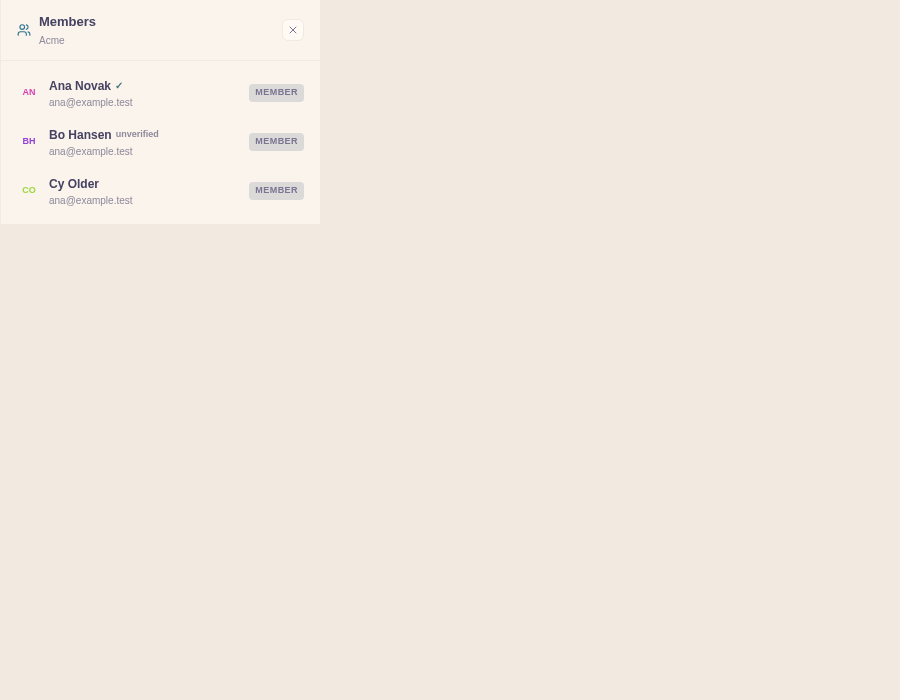 Members
Acme
AN Ana Novak ✓ MEMBER
ana@example.test
BH Bo Hansen unverified MEMBER
ana@example.test
CO Cy Older MEMBER
ana@example.test